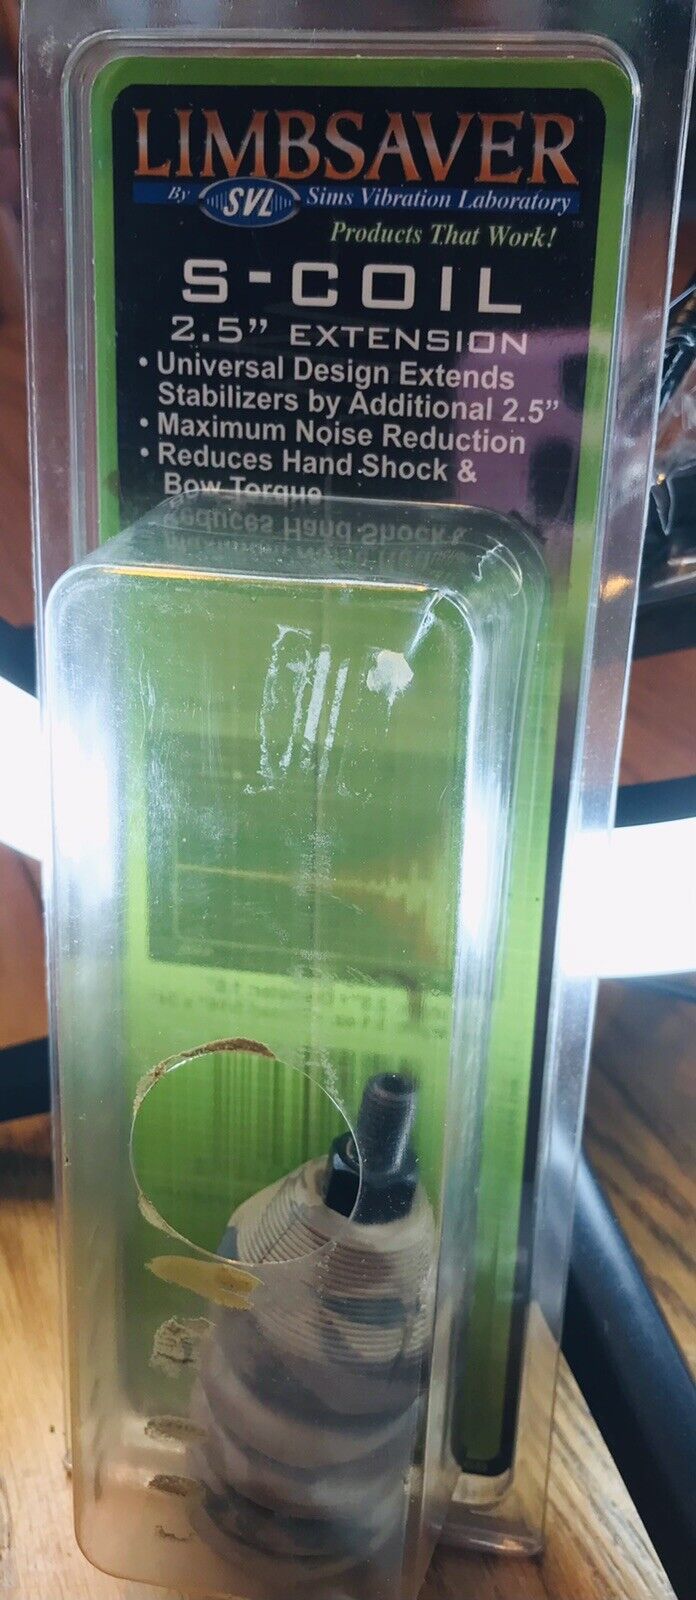 LIMBSAVER
By SVL Sims Vibration Laboratory
Products That Work!™
S-COIL
2.5” EXTENSION
• Universal Design Extends
Stabilizers by Additional 2.5”
• Maximum Noise Reduction
• Reduces Hand Shock &
Bow Torque